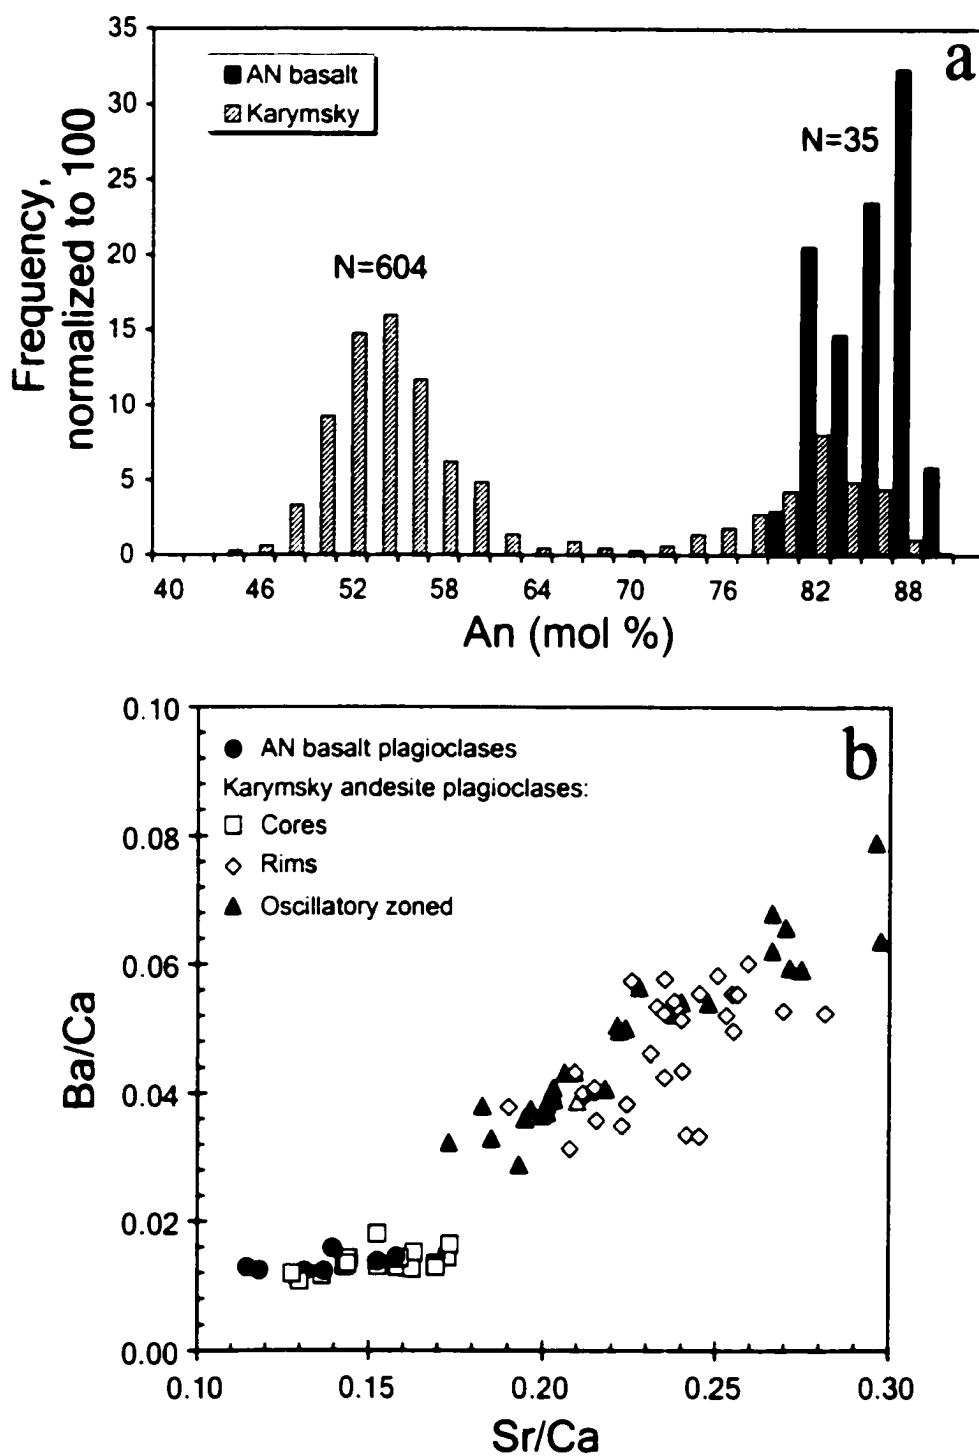 35
30
25
20
15
10
5
0
Frequency,
normalized to 100
AN basalt
Karymsky
a
N=35
N=604
40 46 52 58 64 70 76 82 88
An (mol %)
0.10
0.08
0.06
0.04
0.02
0.00
Ba/Ca
b
AN basalt plagioclases
Karymsky andesite plagioclases:
Cores
Rims
Oscillatory zoned
0.10 0.15 0.20 0.25 0.30
Sr/Ca